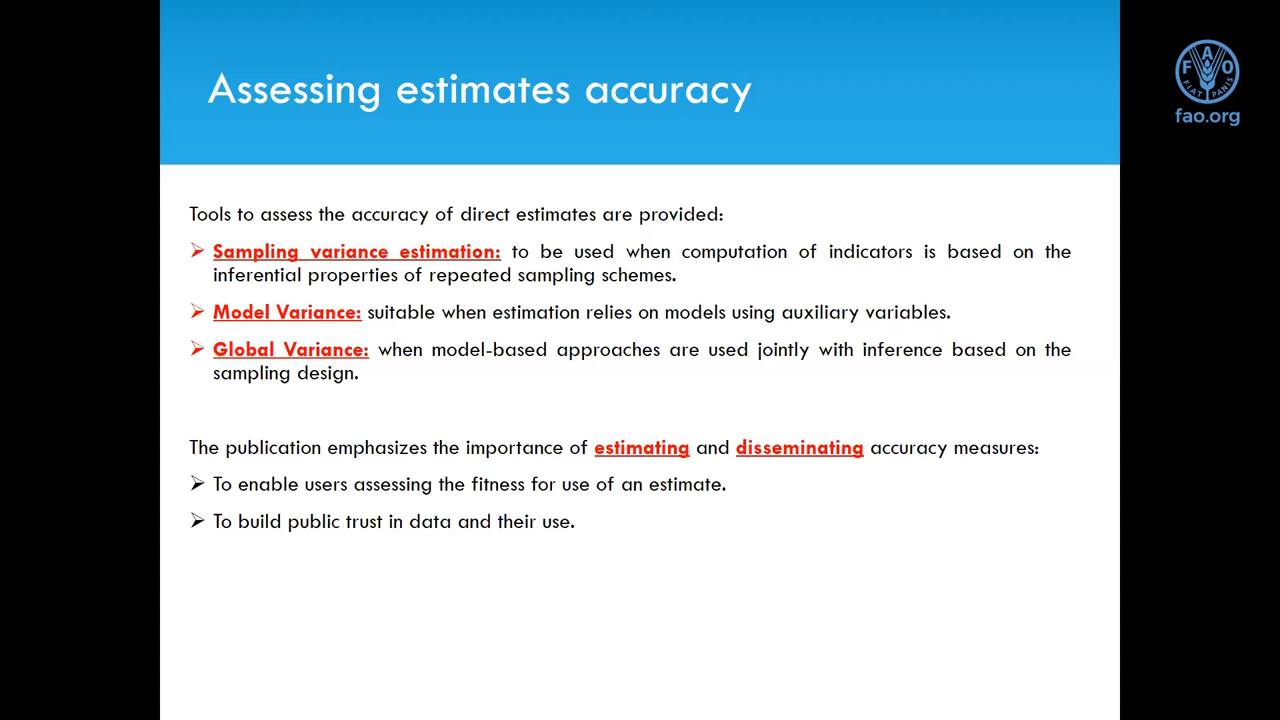 Assessing estimates accuracy
F A O
FIAT PANIS
fao.org
Tools to assess the accuracy of direct estimates are provided:
➢ Sampling variance estimation: to be used when computation of indicators is based on the
inferential properties of repeated sampling schemes.
➢ Model Variance: suitable when estimation relies on models using auxiliary variables.
➢ Global Variance: when model-based approaches are used jointly with inference based on the
sampling design.
The publication emphasizes the importance of estimating and disseminating accuracy measures:
➢ To enable users assessing the fitness for use of an estimate.
➢ To build public trust in data and their use.